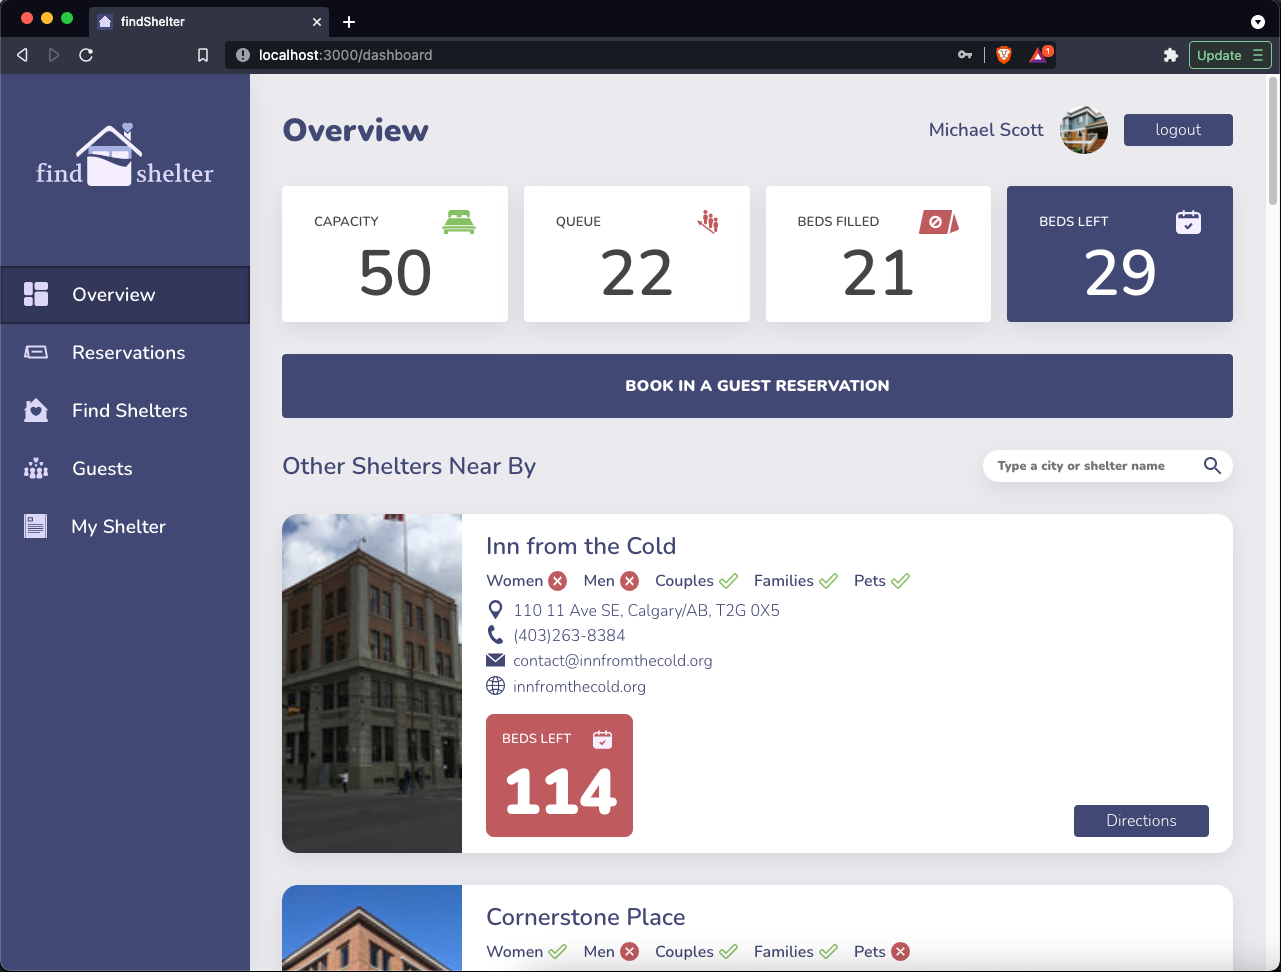 findShelter
localhost:3000/dashboard
1
Update
find shelter
Overview
Reservations
Find Shelters
Guests
My Shelter
Overview
Michael Scott
logout
CAPACITY
50
QUEUE
22
BEDS FILLED
21
BEDS LEFT
29
BOOK IN A GUEST RESERVATION
Other Shelters Near By
Type a city or shelter name
Inn from the Cold
Women Men Couples Families Pets
110 11 Ave SE, Calgary/AB, T2G 0X5
(403)263-8384
contact@innfromthecold.org
innfromthecold.org
BEDS LEFT
114
Directions
Cornerstone Place
Women Men Couples Families Pets